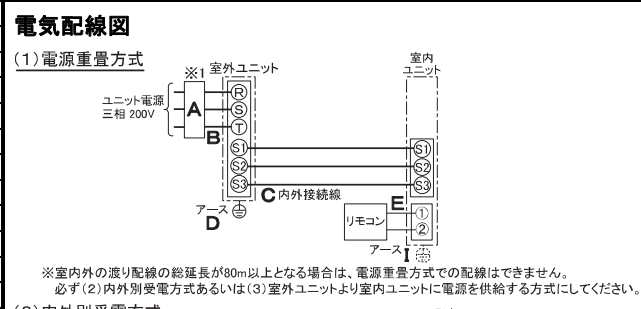 電気配線図
(1)電源重畳方式
※1
室外ユニット
室内
ユニット
ユニット電源
三相 200V
A
B
R
S
T
S1
S2
S3
S1
S2
S3
C 内外接続線
アース
D
リモコン
E
①
②
アース I
※室内外の渡り配線の総延長が80m以上となる場合は、電源重畳方式での配線はできません。
必ず(2)内外別受電方式あるいは(3)室外ユニットより室内ユニットに電源を供給する方式にしてください。